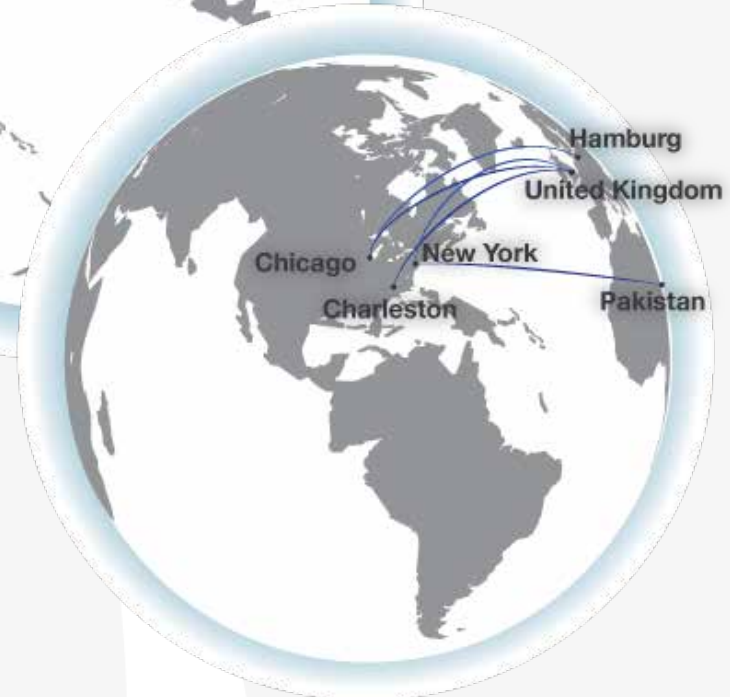 Hamburg
United Kingdom
New York
Chicago
Pakistan
Charleston